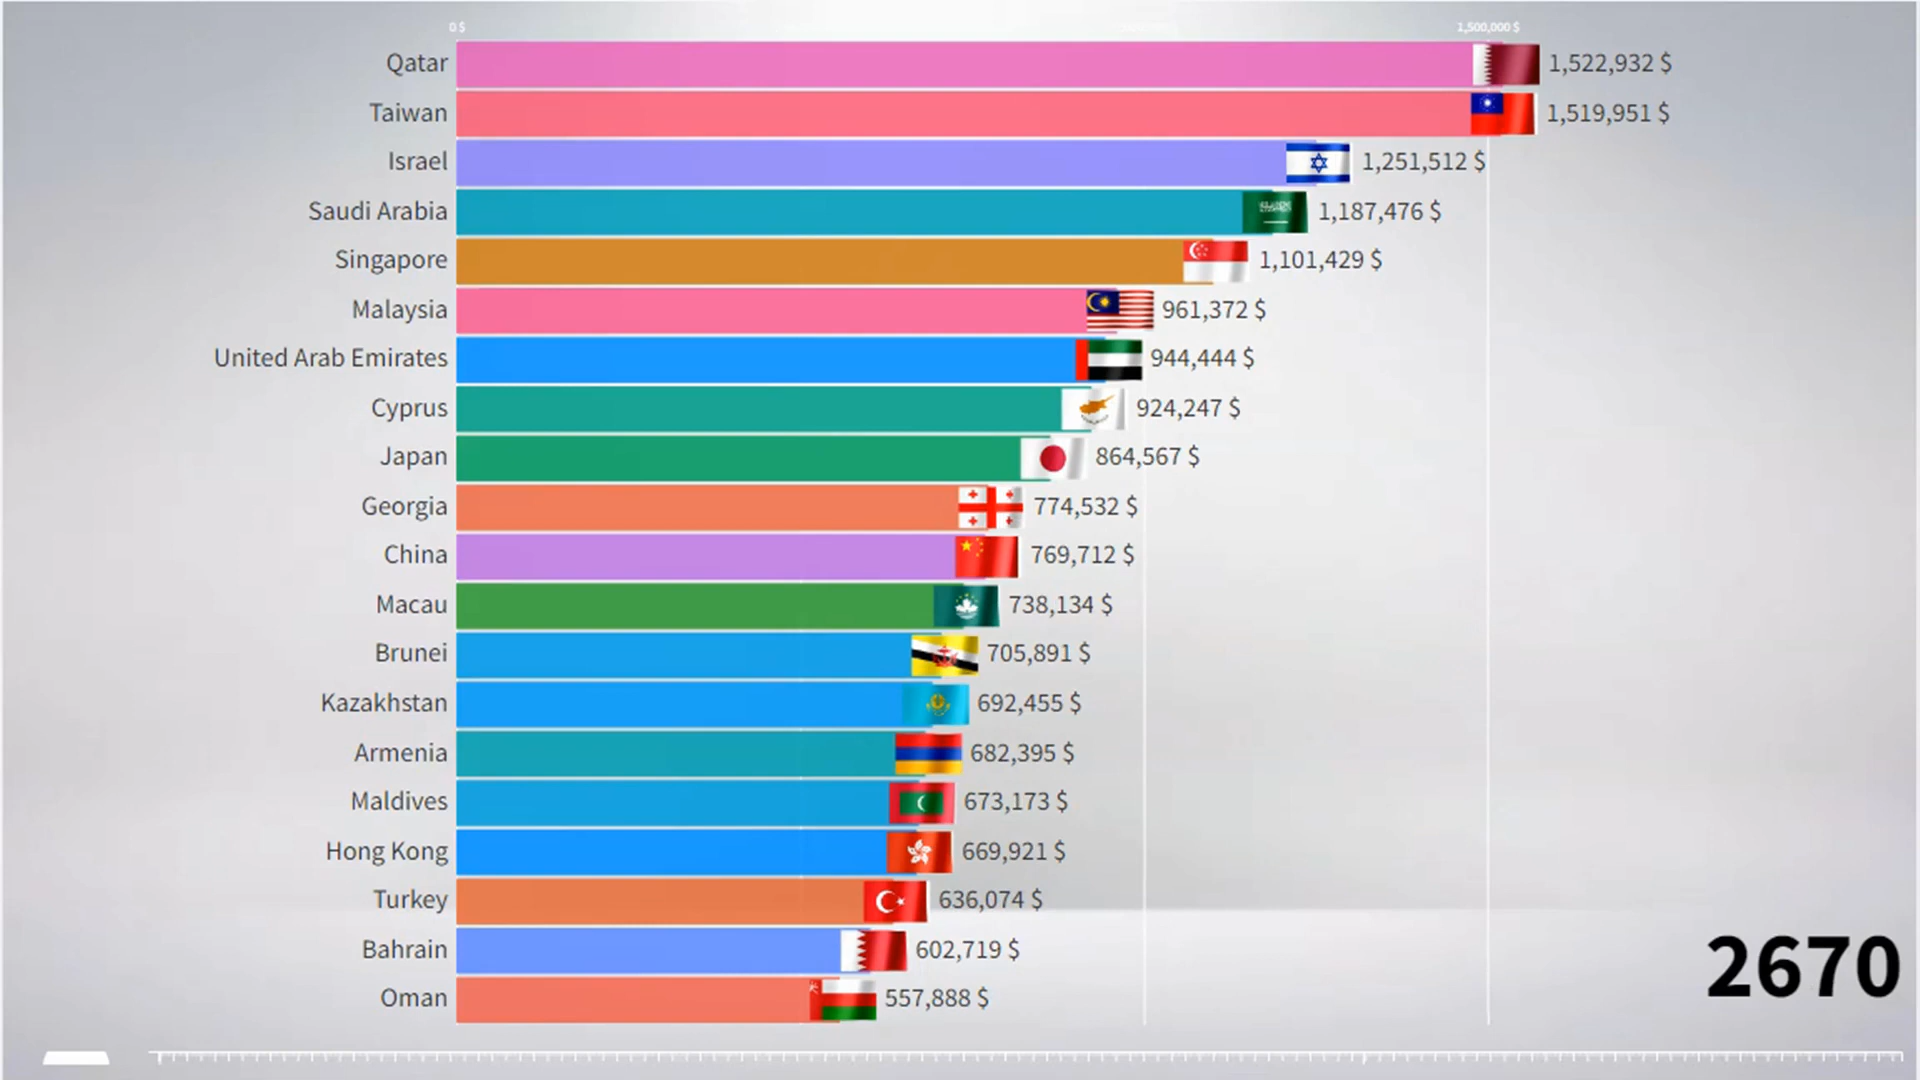 0 $
1,500,000 $
Qatar 1,522,932 $
Taiwan 1,519,951 $
Israel 1,251,512 $
Saudi Arabia 1,187,476 $
Singapore 1,101,429 $
Malaysia 961,372 $
United Arab Emirates 944,444 $
Cyprus 924,247 $
Japan 864,567 $
Georgia 774,532 $
China 769,712 $
Macau 738,134 $
Brunei 705,891 $
Kazakhstan 692,455 $
Armenia 682,395 $
Maldives 673,173 $
Hong Kong 669,921 $
Turkey 636,074 $
Bahrain 602,719 $
Oman 557,888 $
2670